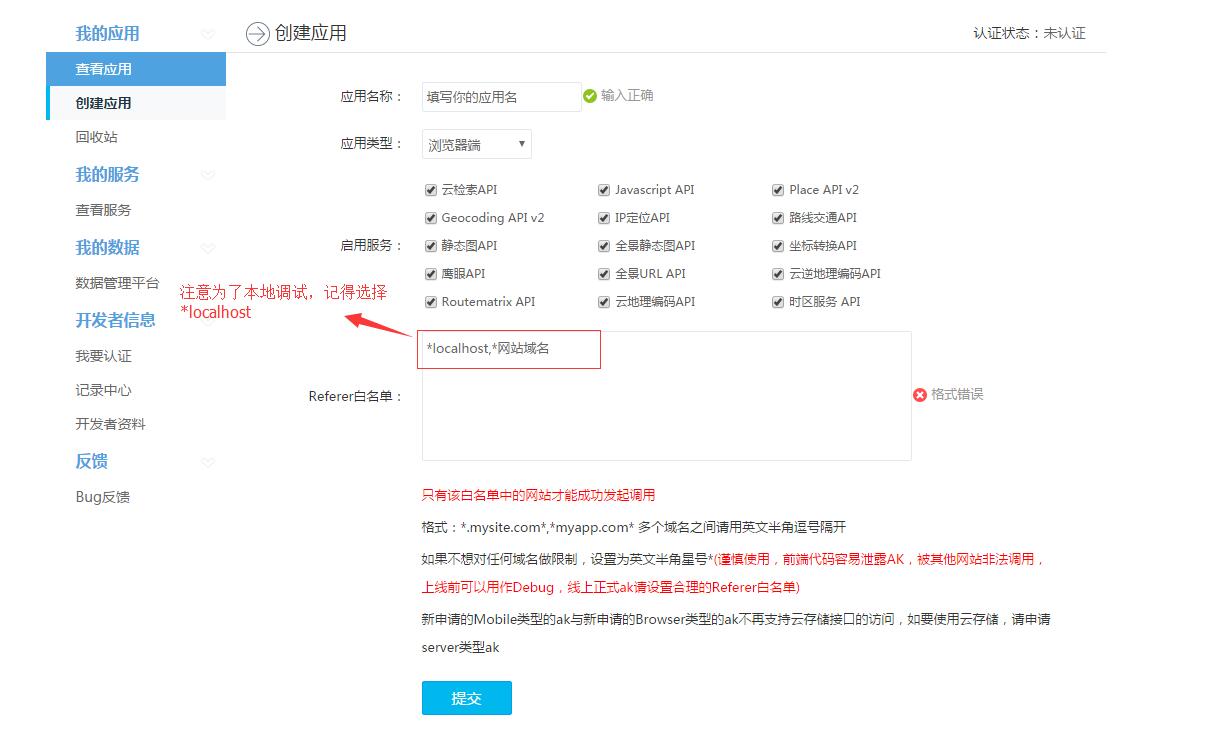 我的应用
查看应用
创建应用
回收站
我的服务
查看服务
我的数据
数据管理平台
开发者信息
我要认证
记录中心
开发者资料
反馈
Bug反馈
创建应用
认证状态：未认证
应用名称：
填写你的应用名
输入正确
应用类型：
浏览器端
启用服务：
云检索API
Javascript API
Place API v2
Geocoding API v2
IP定位API
路线交通API
静态图API
全景静态图API
坐标转换API
鹰眼API
全景URL API
云逆地理编码API
Routematrix API
云地理编码API
时区服务 API
注意为了本地调试，记得选择
*localhost
Referer白名单：
*localhost,*网站域名
格式错误
只有该白名单中的网站才能成功发起调用
格式：*.mysite.com*,*myapp.com* 多个域名之间请用英文半角逗号隔开
如果不想对任何域名做限制，设置为英文半角星号*(谨慎使用，前端代码容易泄露AK，被其他网站非法调用，
上线前可以用作Debug，线上正式ak请设置合理的Referer白名单)
新申请的Mobile类型的ak与新申请的Browser类型的ak不再支持云存储接口的访问，如要使用云存储，请申请
server类型ak
提交